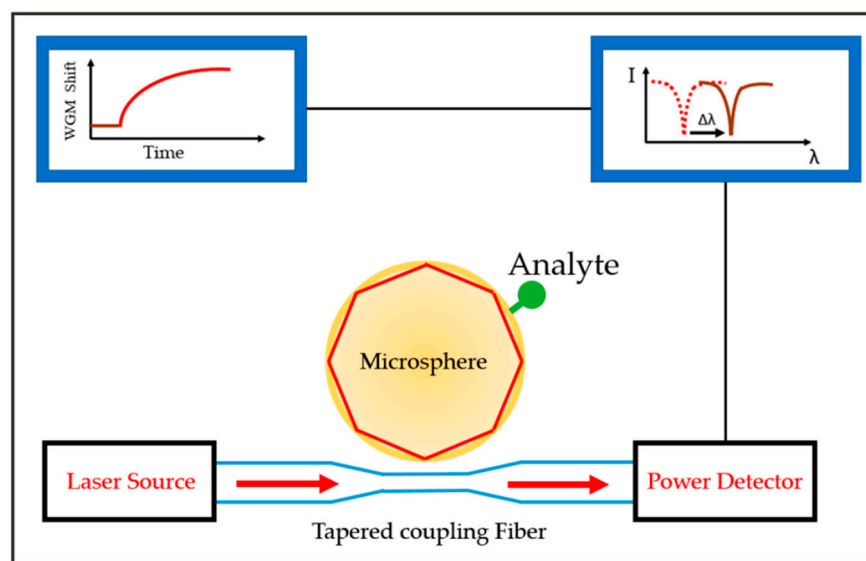 WGM Shift
Time
I
Δλ
λ
Analyte
Microsphere
Laser Source
Power Detector
Tapered coupling Fiber